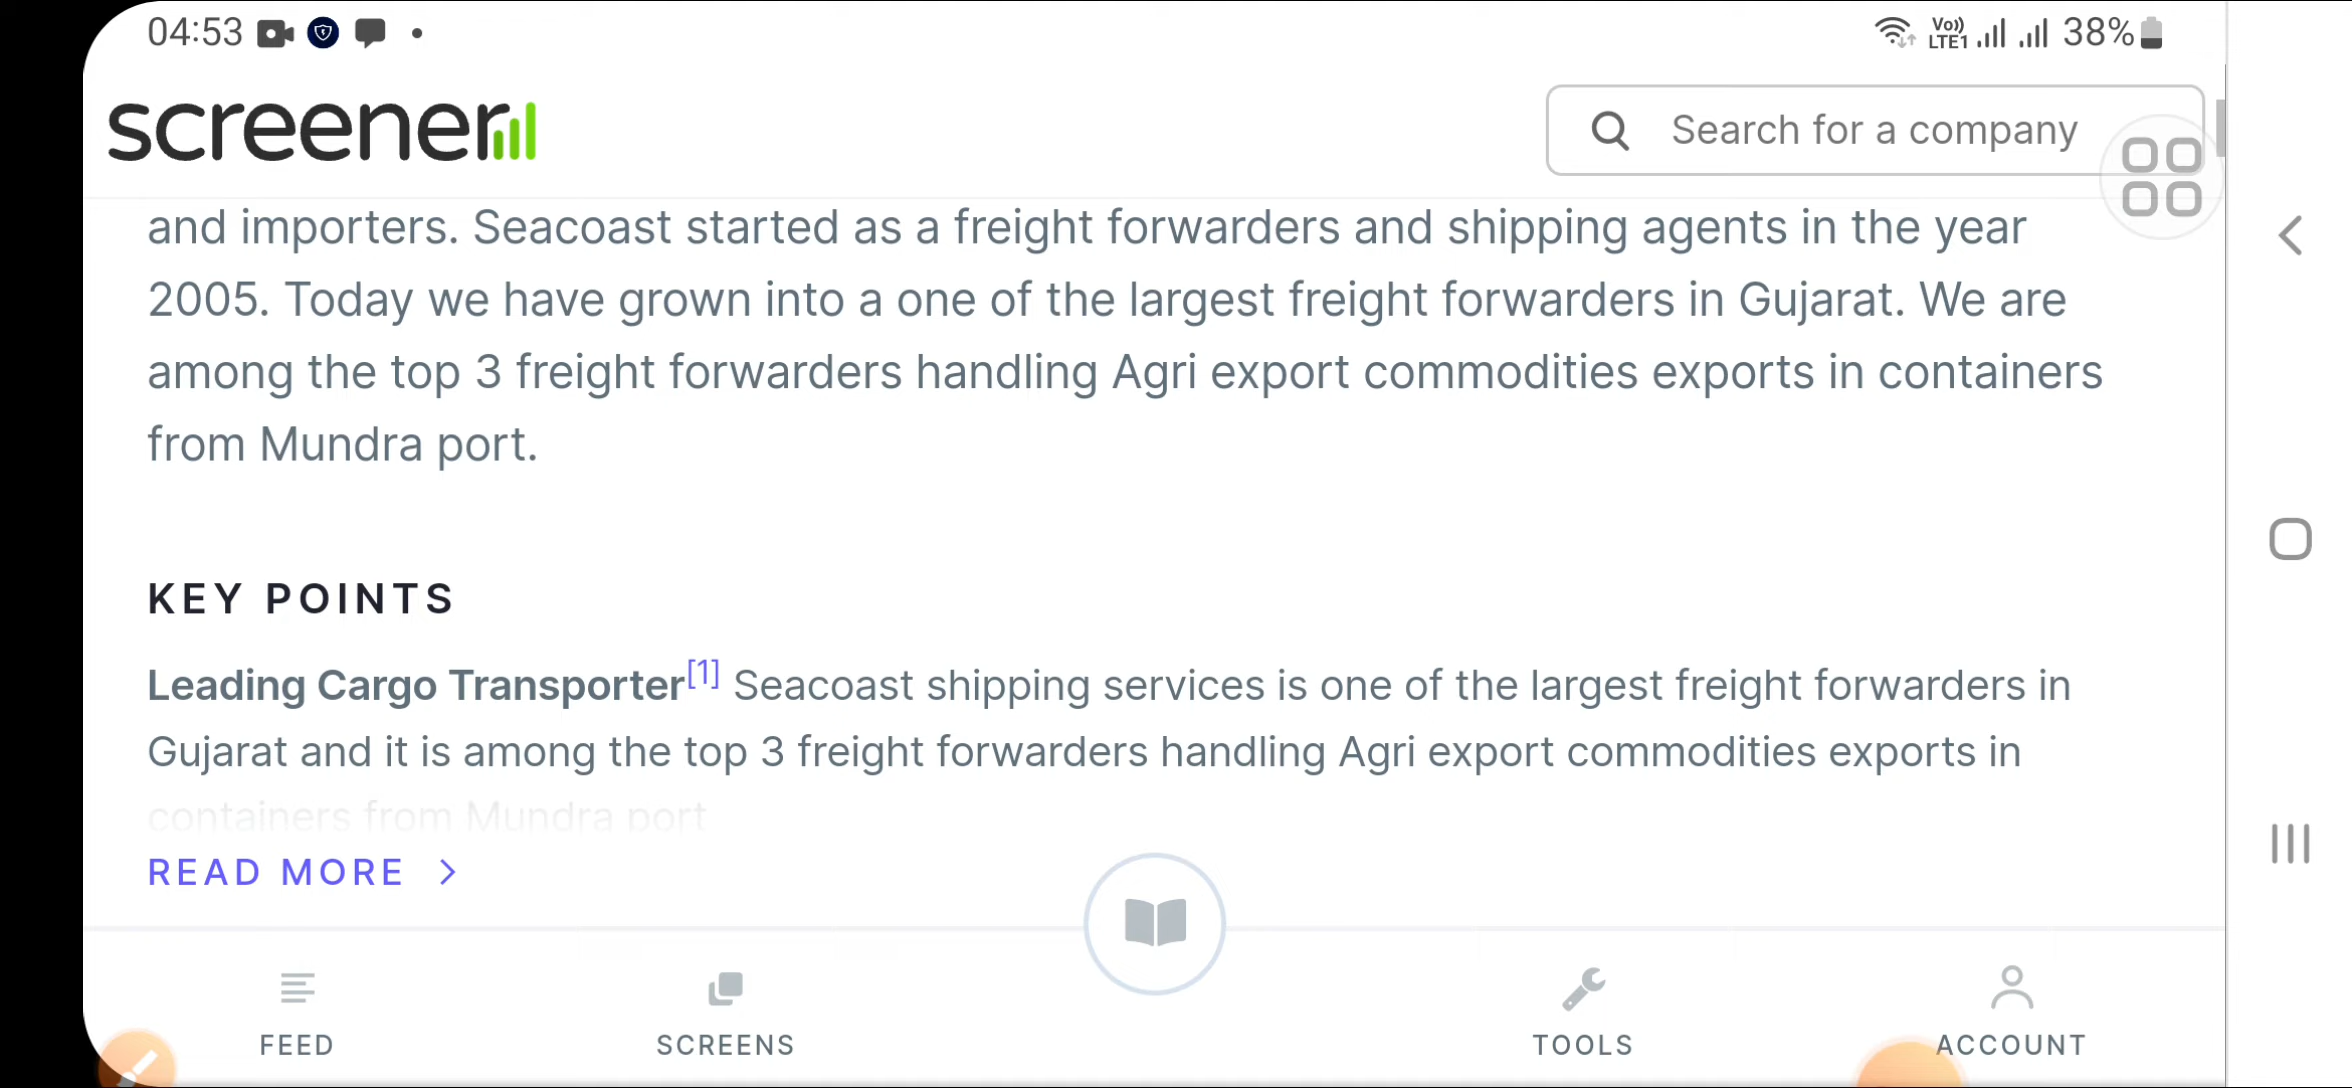 04:53
Vo)) LTE1 38%
screener
Search for a company
and importers. Seacoast started as a freight forwarders and shipping agents in the year
2005. Today we have grown into a one of the largest freight forwarders in Gujarat. We are
among the top 3 freight forwarders handling Agri export commodities exports in containers
from Mundra port.
KEY POINTS
Leading Cargo Transporter[1] Seacoast shipping services is one of the largest freight forwarders in
Gujarat and it is among the top 3 freight forwarders handling Agri export commodities exports in
containers from Mundra port
READ MORE >
FEED
SCREENS
TOOLS
ACCOUNT